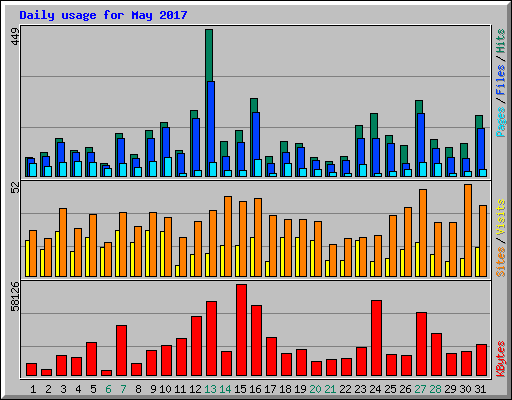 Daily usage for May 2017
449
Pages / Files / Hits
52
Sites / Visits
58126
KBytes
1 2 3 4 5 6 7 8 9 10 11 12 13 14 15 16 17 18 19 20 21 22 23 24 25 26 27 28 29 30 31